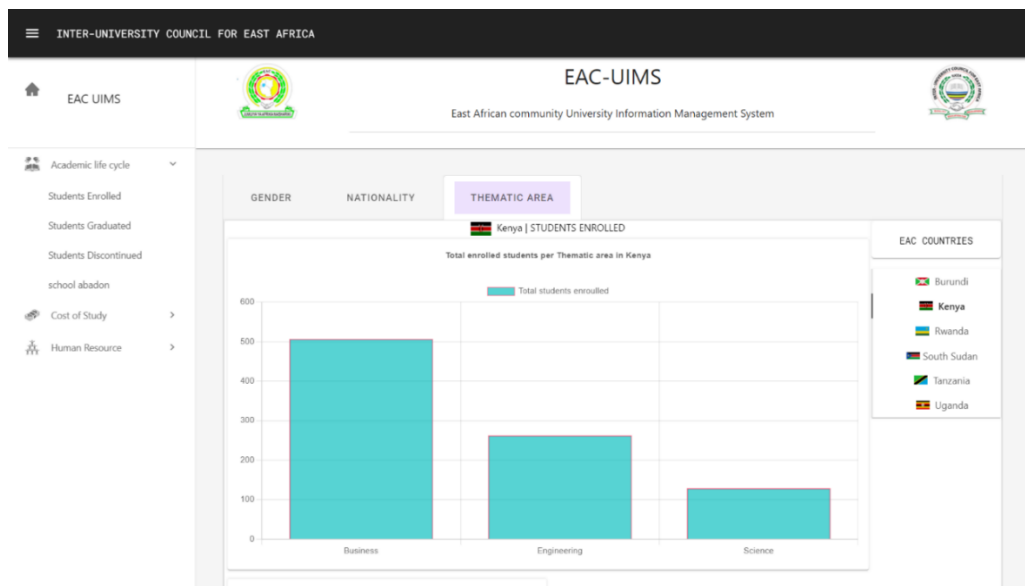 INTER-UNIVERSITY COUNCIL FOR EAST AFRICA
EAC UIMS
EAC-UIMS
East African community University Information Management System
Academic life cycle
Students Enrolled
Students Graduated
Students Discontinued
school abadon
Cost of Study
Human Resource
GENDER
NATIONALITY
THEMATIC AREA
Kenya | STUDENTS ENROLLED
Total enrolled students per Thematic area in Kenya
Total students enroulled
600
500
400
300
200
100
0
Business
Engineering
Science
EAC COUNTRIES
Burundi
Kenya
Rwanda
South Sudan
Tanzania
Uganda